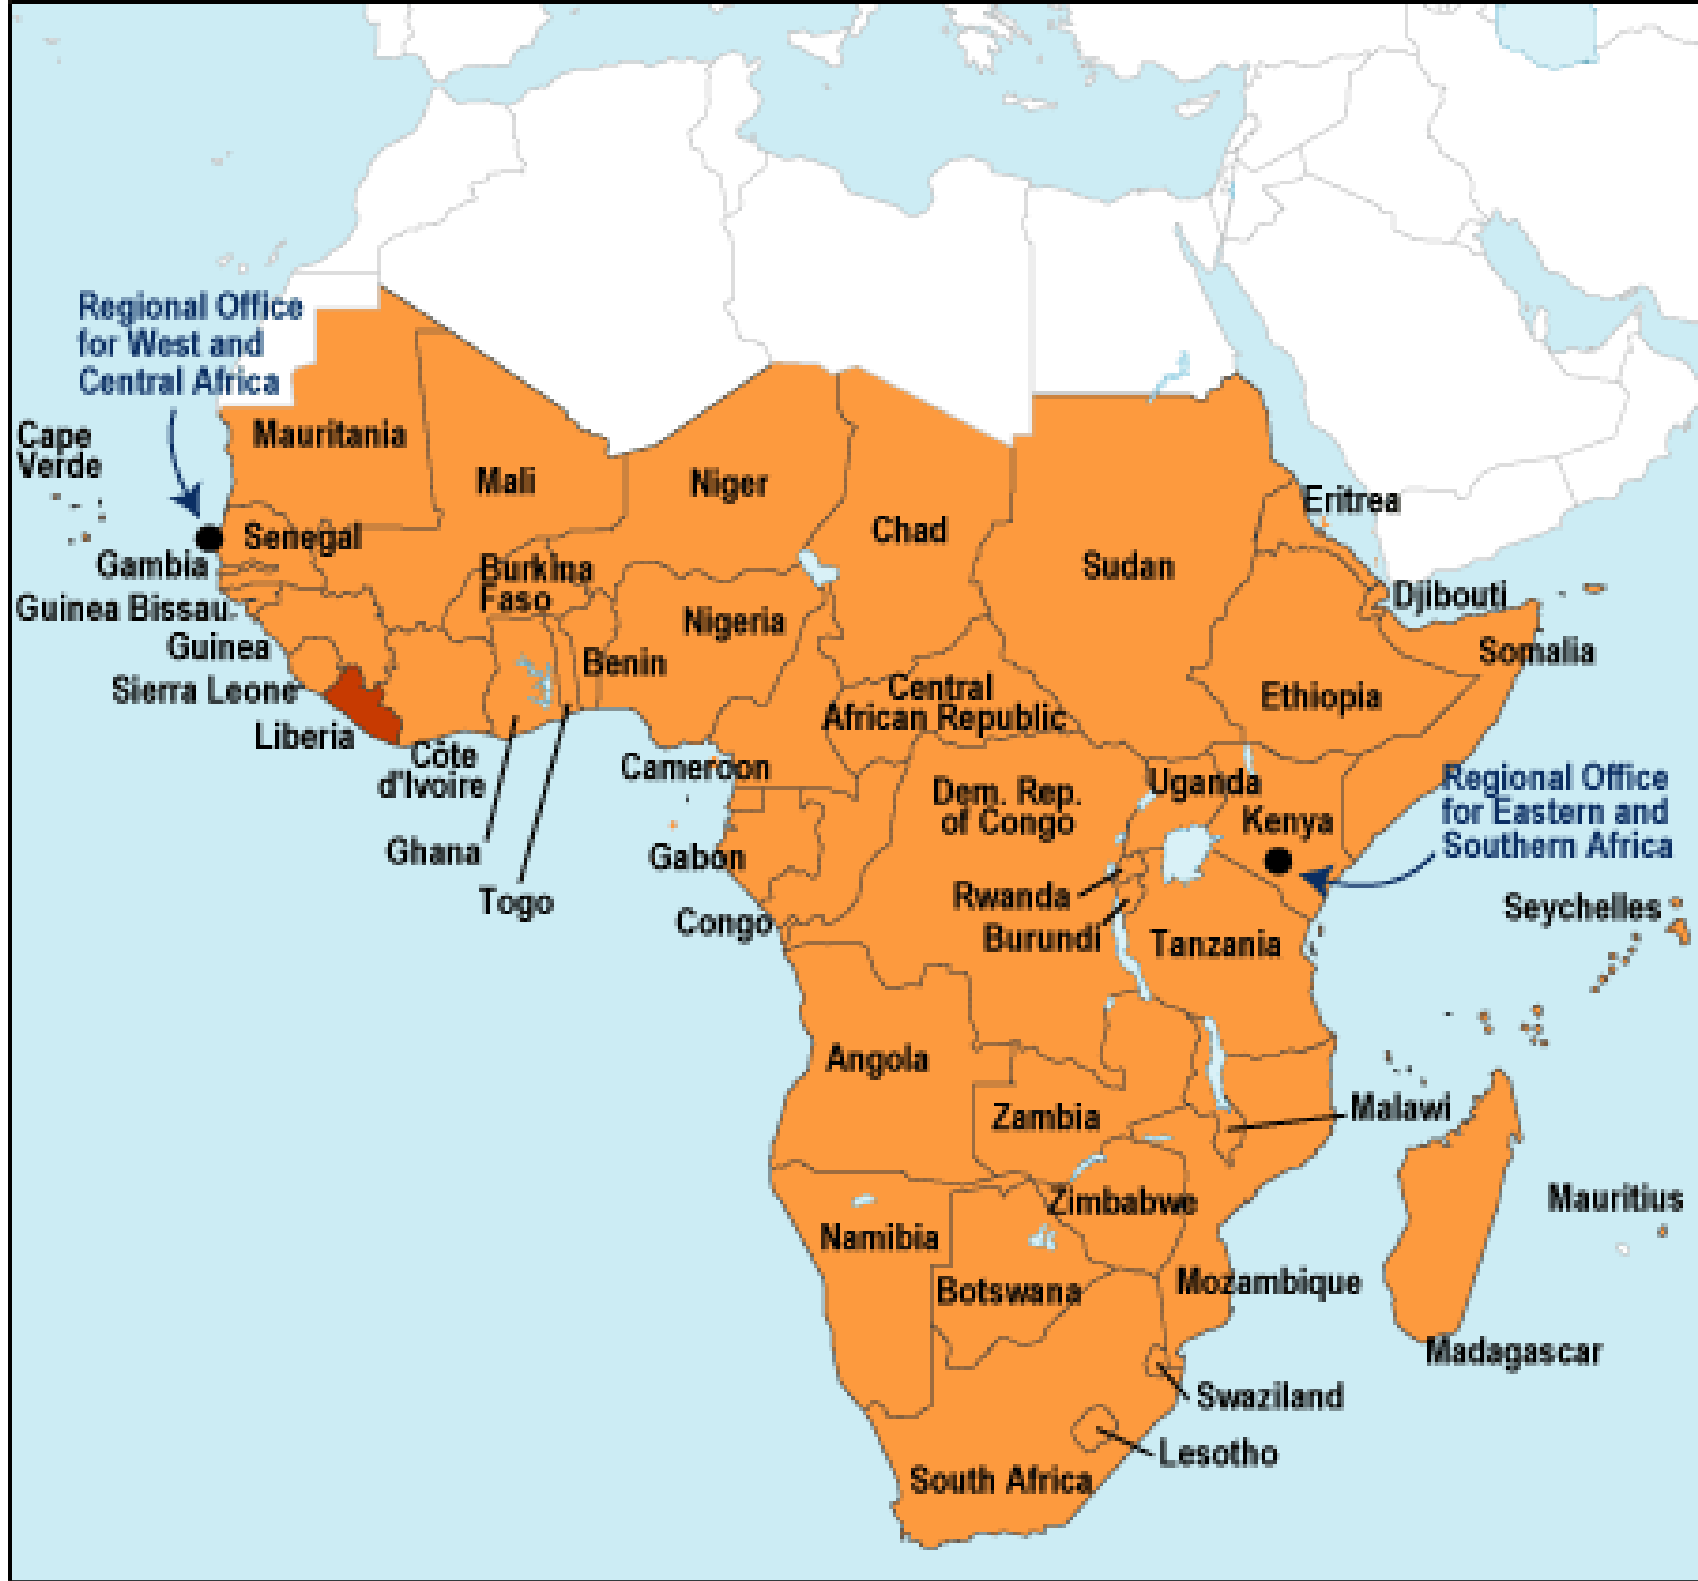 Regional Office
for West and
Central Africa
Cape
Verde
Mauritania
Mali
Niger
Chad
Sudan
Eritrea
Senegal
Gambia
Burkina
Faso
Djibouti
Guinea Bissau
Nigeria
Guinea
Benin
Somalia
Sierra Leone
Central
African Republic
Ethiopia
Liberia
Côte
d'Ivoire
Cameroon
Uganda
Regional Office
for Eastern and
Southern Africa
Dem. Rep.
of Congo
Kenya
Ghana
Gabon
Togo
Rwanda
Seychelles
Congo
Burundi
Tanzania
Angola
Zambia
Malawi
Zimbabwe
Mauritius
Namibia
Botswana
Mozambique
Madagascar
Swaziland
Lesotho
South Africa